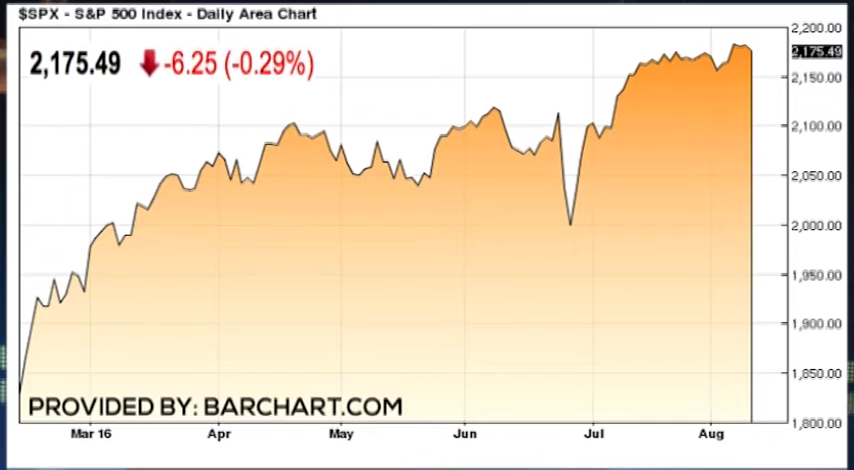 $SPX - S&P 500 Index - Daily Area Chart
2,175.49 -6.25 (-0.29%)
2,200.00
2,175.49
2,150.00
2,100.00
2,050.00
2,000.00
1,950.00
1,900.00
1,850.00
1,800.00
PROVIDED BY: BARCHART.COM
Mar 16 Apr May Jun Jul Aug